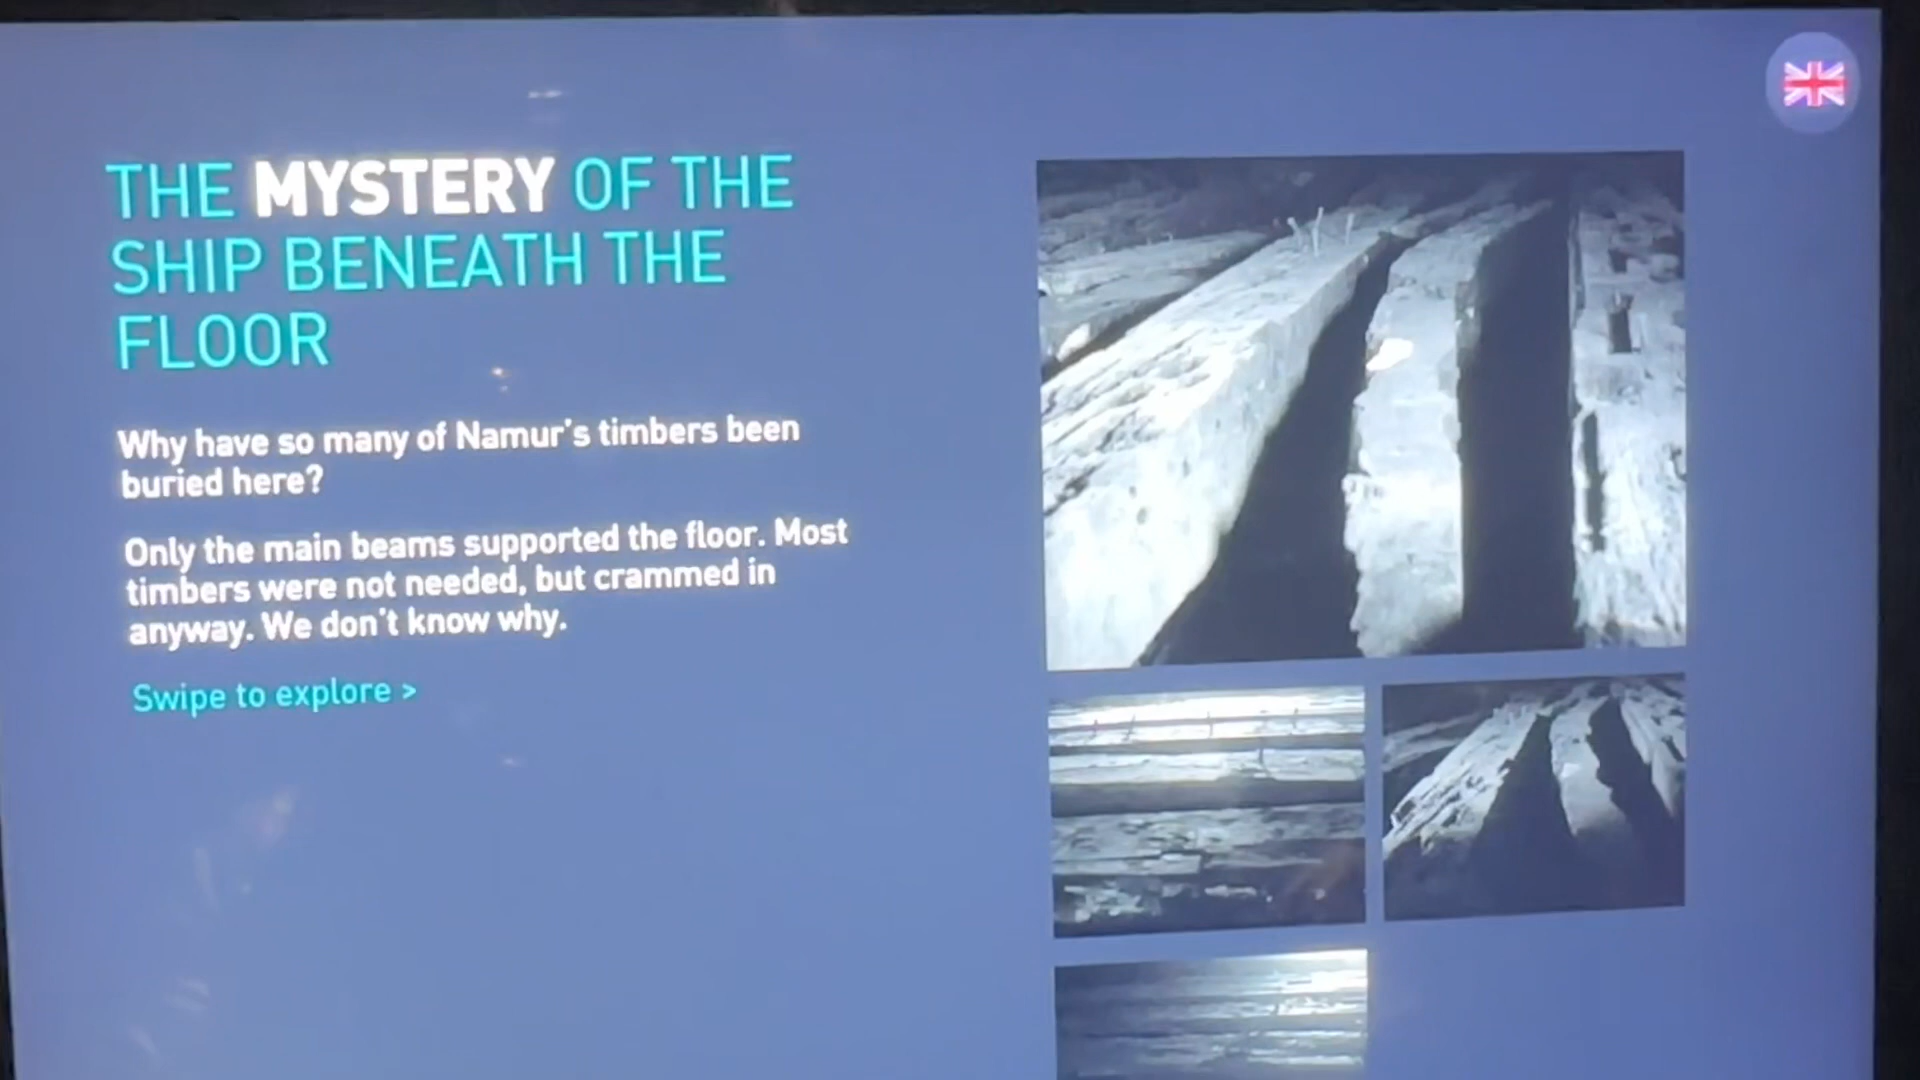 THE MYSTERY OF THE
SHIP BENEATH THE
FLOOR
Why have so many of Namur's timbers been
buried here?
Only the main beams supported the floor. Most
timbers were not needed, but crammed in
anyway. We don't know why.
Swipe to explore >